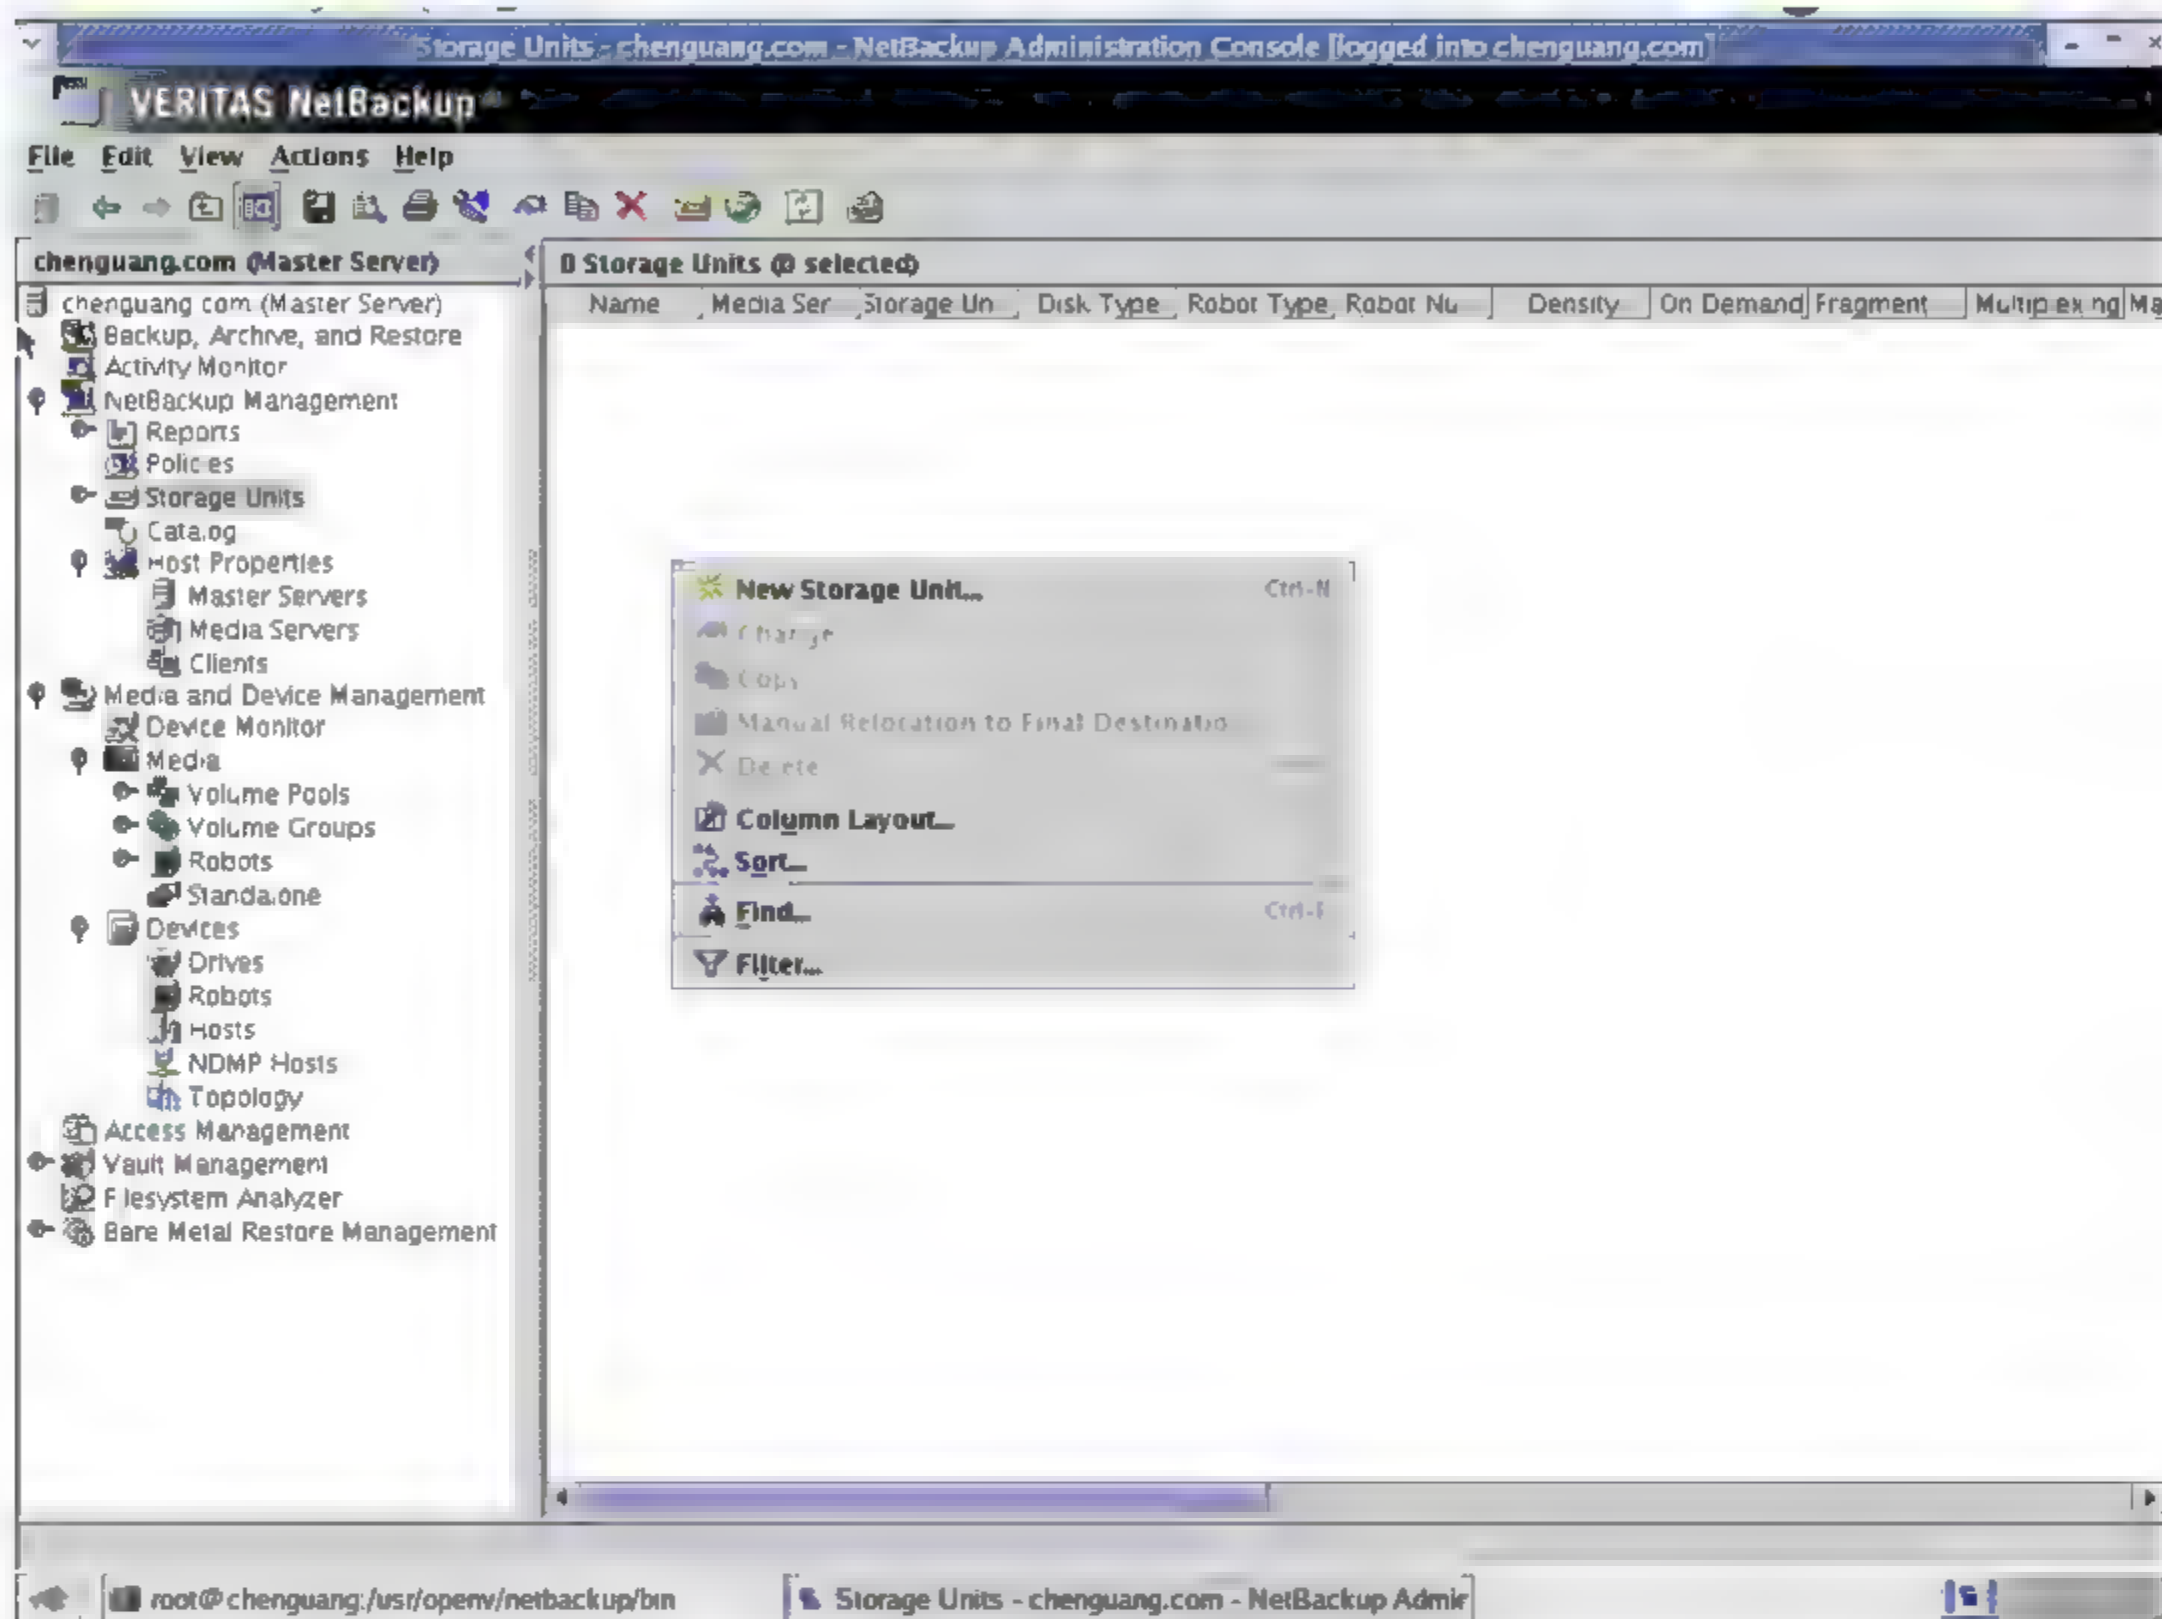 Storage Units - chenguang.com - NetBackup Administration Console [logged into chenguang.com]
VERITAS NetBackup
File Edit View Actions Help
chenguang.com (Master Server)
0 Storage Units (0 selected)
chenguang com (Master Server)
Name Media Ser Storage Un Disk Type Robot Type Robot Nu Density On Demand Fragment Multiplexing Ma
Backup, Archive, and Restore
Activity Monitor
NetBackup Management
Reports
Policies
Storage Units
Catalog
Host Properties
Master Servers
Media Servers
Clients
Media and Device Management
Device Monitor
Media
Volume Pools
Volume Groups
Robots
Standalone
Devices
Drives
Robots
Hosts
NDMP Hosts
Topology
Access Management
Vault Management
Filesystem Analyzer
Bare Metal Restore Management
New Storage Unit... Ctrl-N
Change
Copy
Manual Relocation to Final Destinatio
Delete
Column Layout...
Sort...
Find... Ctrl-F
Filter...
root@chenguang:/usr/openv/netbackup/bin
Storage Units - chenguang.com - NetBackup Admir